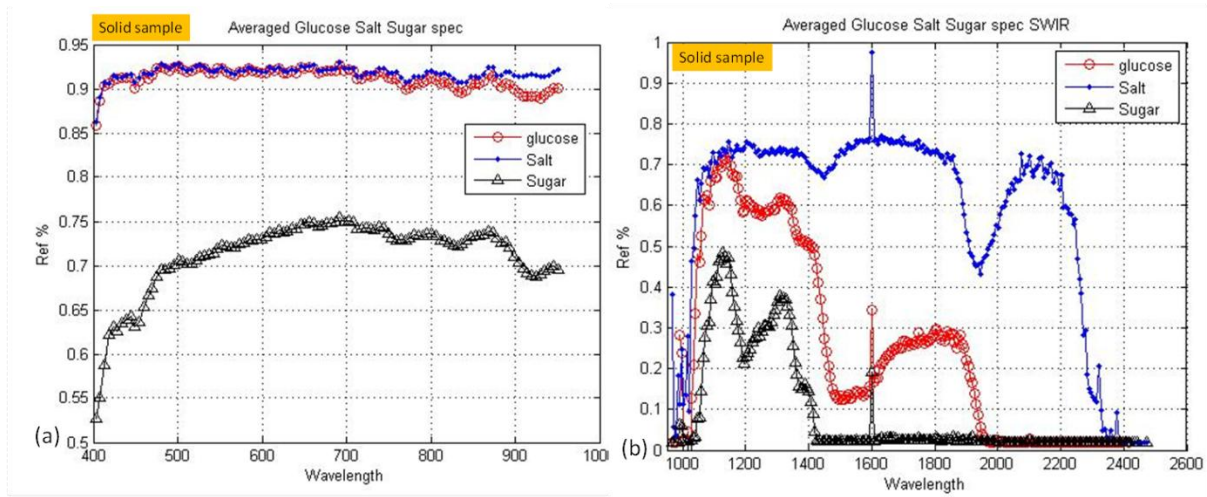 Solid sample
Averaged Glucose Salt Sugar spec
0.95
0.9
0.85
0.8
0.75
0.7
0.65
0.6
0.55
0.5
Ref %
glucose
Salt
Sugar
(a)
400 500 600 700 800 900 100
Wavelength
Averaged Glucose Salt Sugar spec SWIR
Solid sample
1
0.9
0.8
0.7
0.6
0.5
0.4
0.3
0.2
0.1
0
Ref %
glucose
Salt
Sugar
(b)
1000 1200 1400 1600 1800 2000 2200 2400 2600
Wavelength